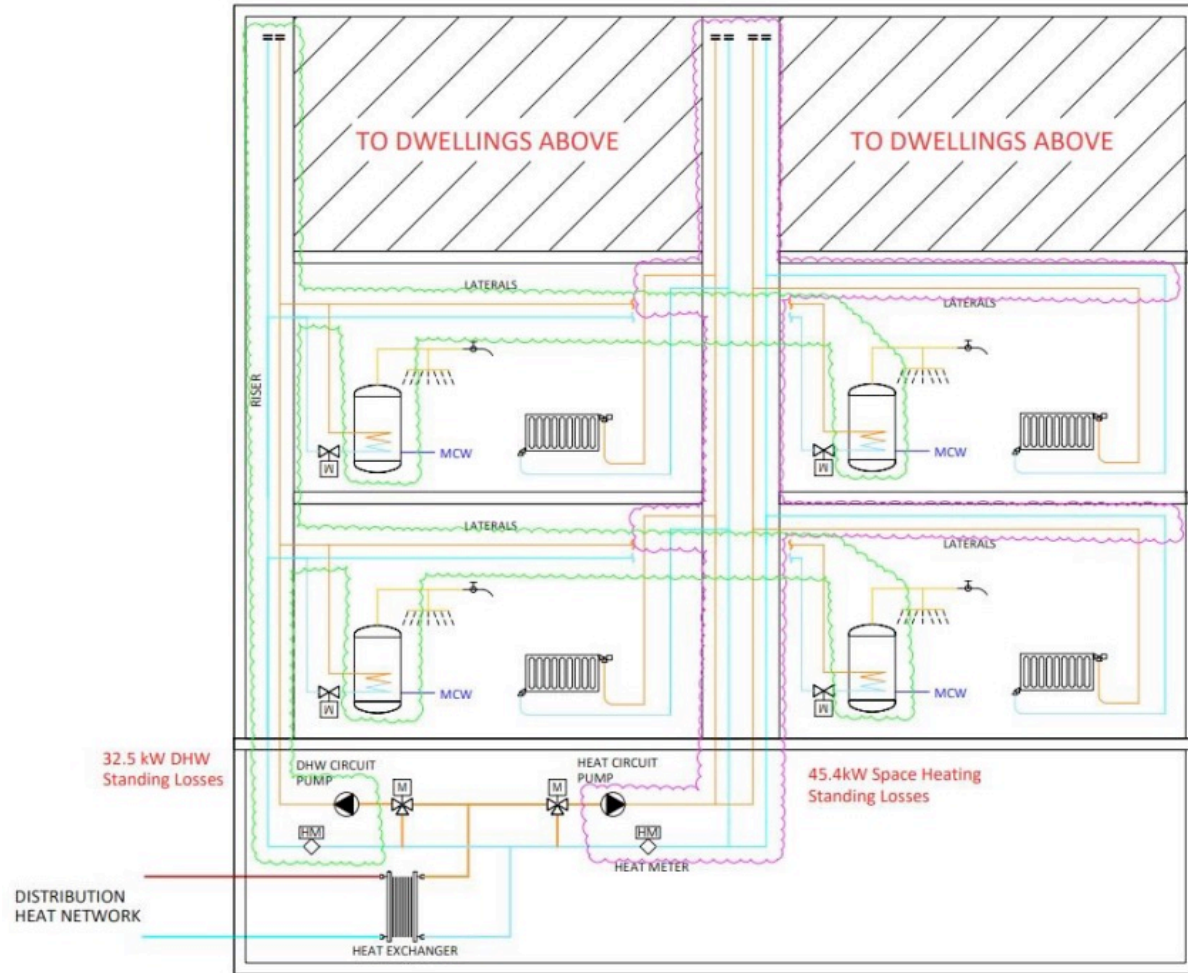 TO DWELLINGS ABOVE
TO DWELLINGS ABOVE
LATERALS
LATERALS
RISER
M
MCW
M
MCW
LATERALS
LATERALS
M
MCW
M
MCW
32.5 kW DHW
Standing Losses
DHW CIRCUIT
PUMP
M
M
HEAT CIRCUIT
PUMP
45.4kW Space Heating
Standing Losses
HM
HM
HEAT METER
DISTRIBUTION
HEAT NETWORK
HEAT EXCHANGER